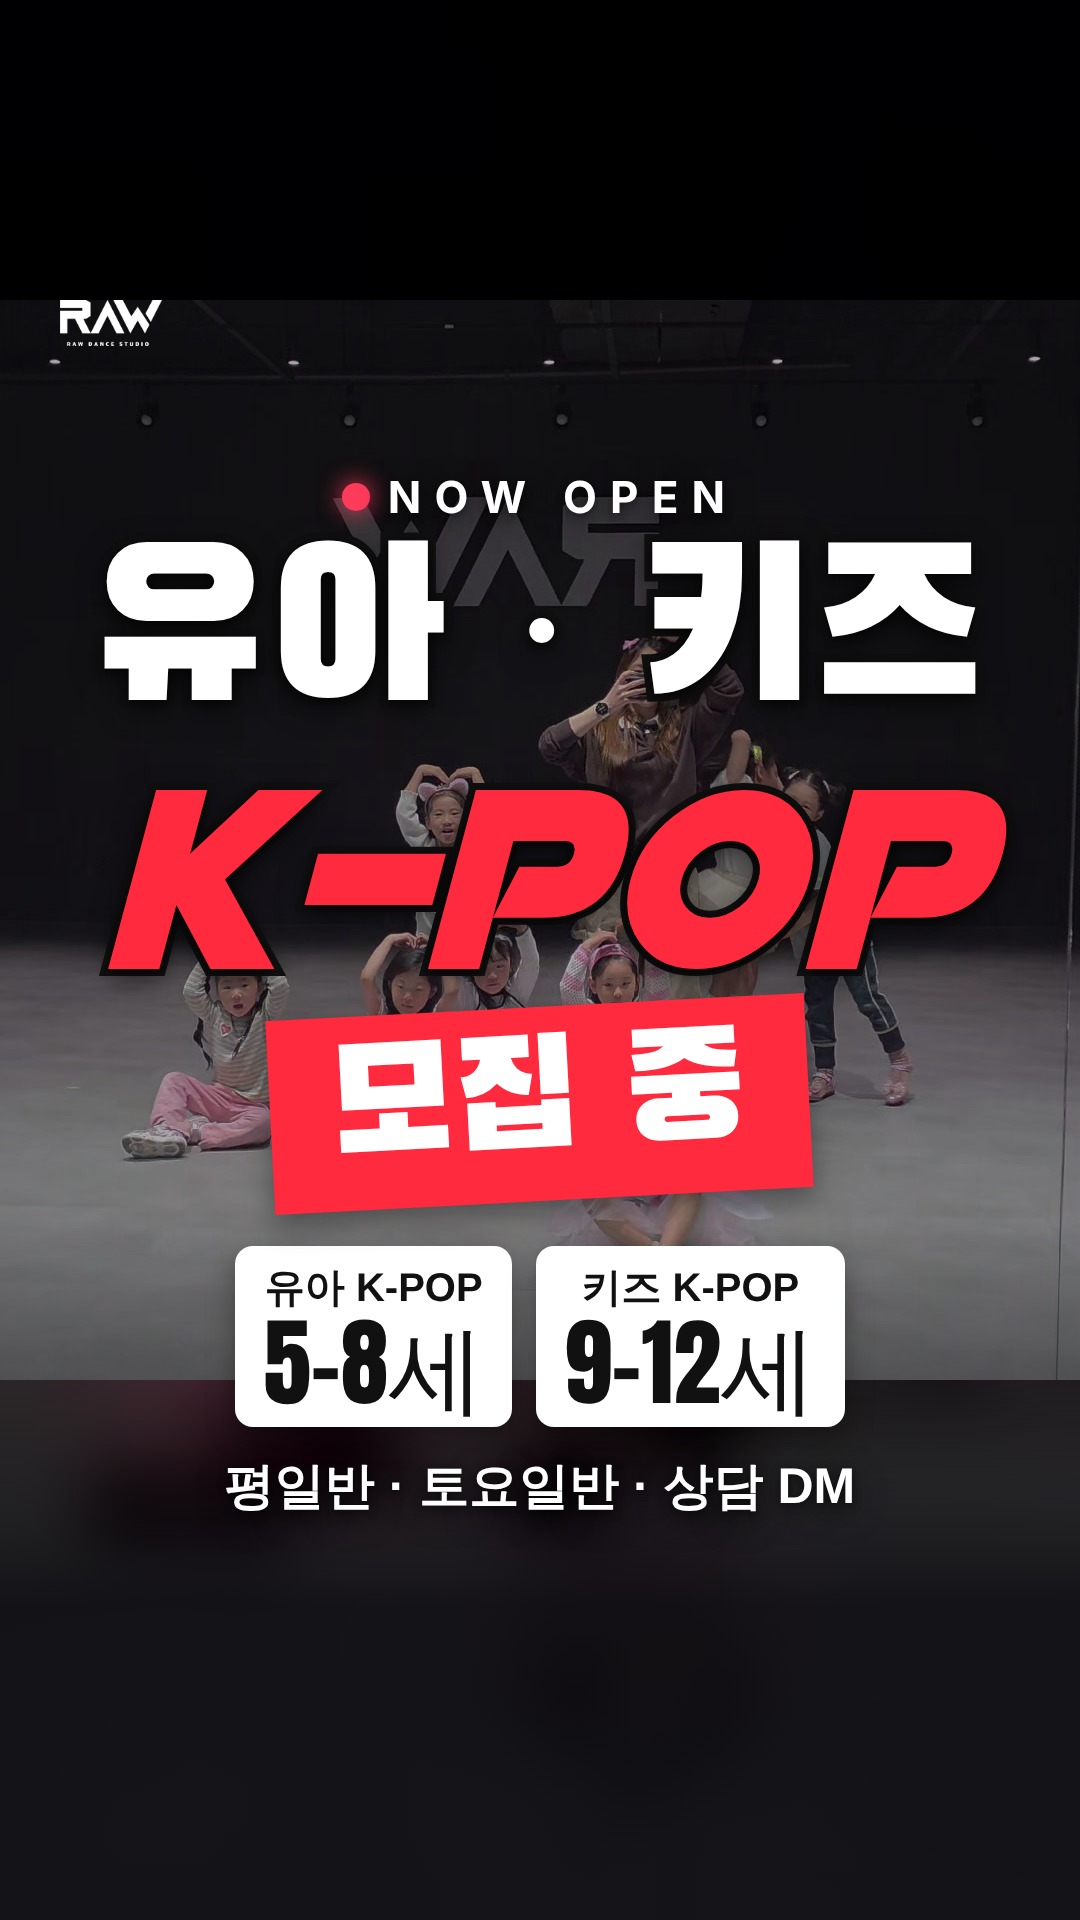 RAW
RAW DANCE STUDIO
NOW OPEN
RAW
유아 · 키즈
K-POP
모집 중
유아 K-POP
5-8세
키즈 K-POP
9-12세
평일반 · 토요일반 · 상담 DM